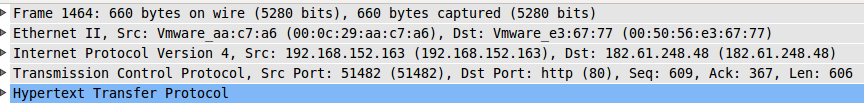 Frame 1464: 660 bytes on wire (5280 bits), 660 bytes captured (5280 bits)
Ethernet II, Src: Vmware_aa:c7:a6 (00:0c:29:aa:c7:a6), Dst: Vmware_e3:67:77 (00:50:56:e3:67:77)
Internet Protocol Version 4, Src: 192.168.152.163 (192.168.152.163), Dst: 182.61.248.48 (182.61.248.48)
Transmission Control Protocol, Src Port: 51482 (51482), Dst Port: http (80), Seq: 609, Ack: 367, Len: 606
Hypertext Transfer Protocol